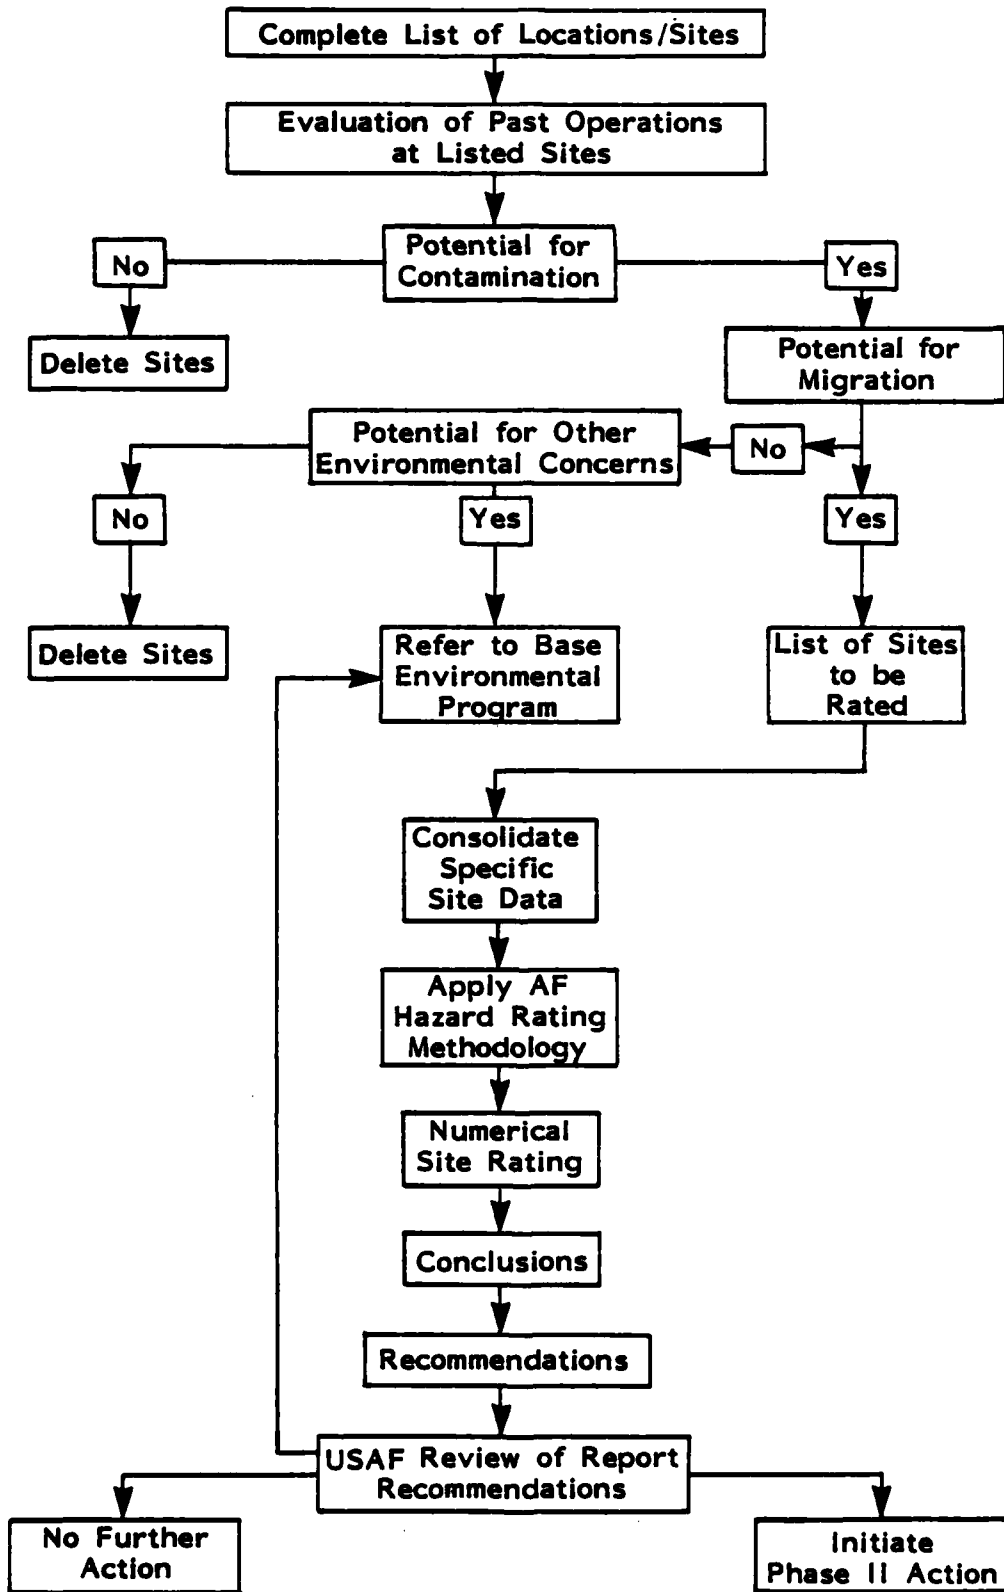 Complete List of Locations/Sites
Evaluation of Past Operations
at Listed Sites
Potential for
Contamination
No
Yes
Delete Sites
Potential for
Migration
Potential for Other
Environmental Concerns
No
No
Yes
Yes
Delete Sites
Refer to Base
Environmental
Program
List of Sites
to be
Rated
Consolidate
Specific
Site Data
Apply AF
Hazard Rating
Methodology
Numerical
Site Rating
Conclusions
Recommendations
USAF Review of Report
Recommendations
No Further
Action
Initiate
Phase II Action